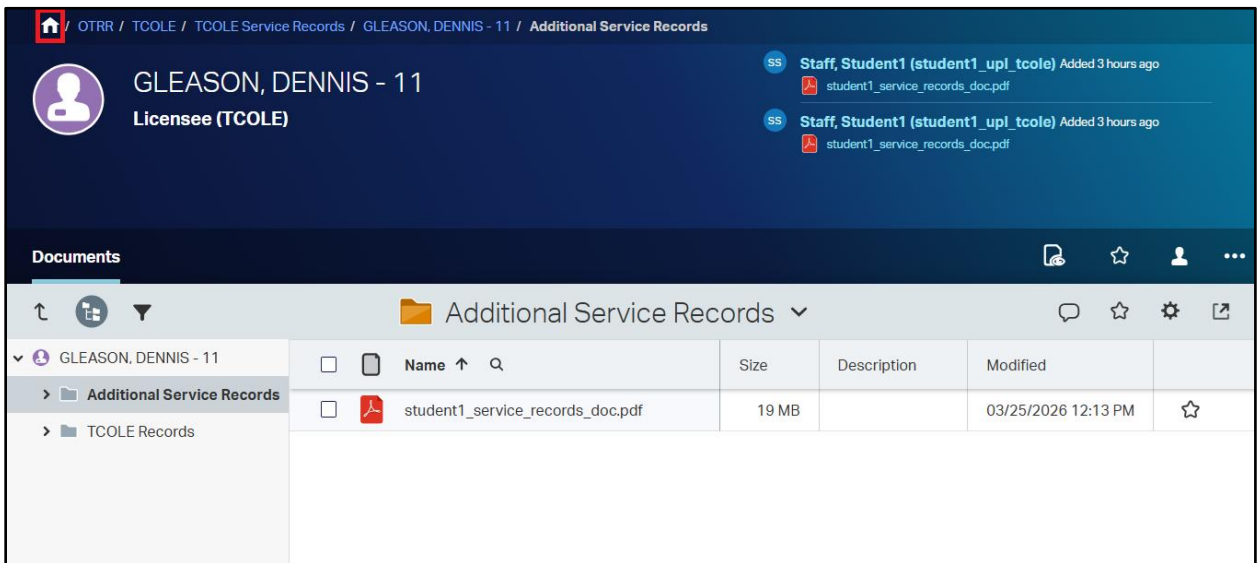 / OTRR / TCOLE / TCOLE Service Records / GLEASON, DENNIS - 11 / Additional Service Records
GLEASON, DENNIS - 11
Licensee (TCOLE)
SS Staff, Student1 (student1_upl_tcole) Added 3 hours ago
student1_service_records_doc.pdf
SS Staff, Student1 (student1_upl_tcole) Added 3 hours ago
student1_service_records_doc.pdf
Documents
Additional Service Records
GLEASON, DENNIS - 11
Additional Service Records
TCOLE Records
Name Size Description Modified
student1_service_records_doc.pdf 19 MB 03/25/2026 12:13 PM